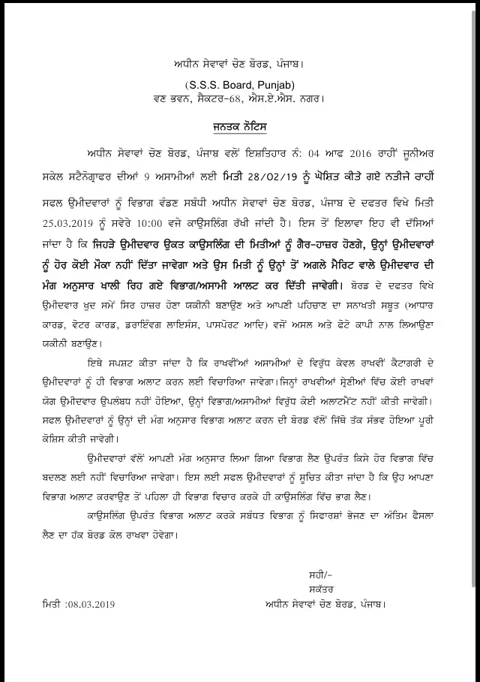 ਅਧੀਨ ਸੇਵਾਵਾਂ ਚੋਣ ਬੋਰਡ, ਪੰਜਾਬ।
(S.S.S. Board, Punjab)
ਵਣ ਭਵਨ, ਸੈਕਟਰ-68, ਐਸ.ਏ.ਐਸ. ਨਗਰ।
ਜਨਤਕ ਨੋਟਿਸ
ਅਧੀਨ ਸੇਵਾਵਾਂ ਚੋਣ ਬੋਰਡ, ਪੰਜਾਬ ਵਲੋਂ ਇਸ਼ਤਿਹਾਰ ਨੰ: 04 ਆਫ 2016 ਰਾਹੀਂ ਜੂਨੀਅਰ
ਸਕੇਲ ਸਟੈਨੋਗ੍ਰਾਫਰ ਦੀਆਂ 9 ਅਸਾਮੀਆਂ ਲਈ ਮਿਤੀ 28/02/19 ਨੂੰ ਘੋਸ਼ਿਤ ਕੀਤੇ ਗਏ ਨਤੀਜੇ ਰਾਹੀਂ
ਸਫਲ ਉਮੀਦਵਾਰਾਂ ਨੂੰ ਵਿਭਾਗ ਵੰਡਣ ਸਬੰਧੀ ਅਧੀਨ ਸੇਵਾਵਾਂ ਚੋਣ ਬੋਰਡ, ਪੰਜਾਬ ਦੇ ਦਫਤਰ ਵਿਖੇ ਮਿਤੀ
25.03.2019 ਨੂੰ ਸਵੇਰੇ 10:00 ਵਜੇ ਕਾਉਂਸਲਿੰਗ ਰੱਖੀ ਜਾਂਦੀ ਹੈ। ਇਸ ਤੋਂ ਇਲਾਵਾ ਇਹ ਵੀ ਦੱਸਿਆਂ
ਜਾਂਦਾ ਹੈ ਕਿ ਜਿਹੜੇ ਉਮੀਦਵਾਰ ਉਕਤ ਕਾਉਂਸਲਿੰਗ ਦੀ ਮਿਤੀਆਂ ਨੂੰ ਗੈਰ-ਹਾਜ਼ਰ ਹੋਣਗੇ, ਉਨ੍ਹਾਂ ਉਮੀਦਵਾਰਾਂ
ਨੂੰ ਹੋਰ ਕੋਈ ਮੌਕਾ ਨਹੀਂ ਦਿੱਤਾ ਜਾਵੇਗਾ ਅਤੇ ਉਸ ਮਿਤੀ ਨੂੰ ਉਨ੍ਹਾਂ ਤੋਂ ਅਗਲੇ ਮੈਰਿਟ ਵਾਲੇ ਉਮੀਦਵਾਰ ਦੀ
ਮੰਗ ਅਨੁਸਾਰ ਖਾਲੀ ਰਿਹ ਗਏ ਵਿਭਾਗ/ਅਸਾਮੀ ਆਲਟ ਕਰ ਦਿੱਤੀ ਜਾਵੇਗੀ। ਬੋਰਡ ਦੇ ਦਫਤਰ ਵਿਖੇ
ਉਮੀਦਵਾਰ ਖੁਦ ਸਮੇਂ ਸਿਰ ਹਾਜ਼ਰ ਹੋਣਾ ਯਕੀਨੀ ਬਣਾਉਣ ਅਤੇ ਆਪਣੀ ਪਹਿਚਾਣ ਦਾ ਸਨਾਖਤੀ ਸਬੂਤ (ਆਧਾਰ
ਕਾਰਡ, ਵੋਟਰ ਕਾਰਡ, ਡਰਾਇੰਵਗ ਲਾਇਸੰਸ, ਪਾਸਪੋਰਟ ਆਦਿ) ਵਜੋਂ ਅਸਲ ਅਤੇ ਫੋਟੋ ਕਾਪੀ ਨਾਲ ਲਿਆਉਣਾ
ਯਕੀਨੀ ਬਣਾਉਣ।
ਇਥੇ ਸਪਸ਼ਟ ਕੀਤਾ ਜਾਂਦਾ ਹੈ ਕਿ ਰਾਖਵੀਂਆਂ ਅਸਾਮੀਆਂ ਦੇ ਵਿਰੁੱਧ ਕੇਵਲ ਰਾਖਵੀਂ ਕੈਟਾਗਰੀ ਦੇ
ਉਮੀਦਵਾਰਾਂ ਨੂੰ ਹੀ ਵਿਭਾਗ ਅਲਾਟ ਕਰਨ ਲਈ ਵਿਚਾਰਿਆ ਜਾਵੇਗਾ।ਜਿਨ੍ਹਾਂ ਰਾਖਵੀਆਂ ਸ਼੍ਰੇਣੀਆਂ ਵਿੱਚ ਕੋਈ ਰਾਖਵਾਂ
ਯੋਗ ਉਮੀਦਵਾਰ ਉਪਲਬੰਧ ਨਹੀਂ ਹੋਇਆ, ਉਨ੍ਹਾਂ ਵਿਭਾਗ/ਅਸਾਮੀਆਂ ਵਿਰੁੱਧ ਕੋਈ ਅਲਾਟਮੈਂਟ ਨਹੀਂ ਕੀਤੀ ਜਾਵੇਗੀ।
ਸਫਲ ਉਮੀਦਵਾਰਾਂ ਨੂੰ ਉਨ੍ਹਾਂ ਦੀ ਮੰਗ ਅਨੁਸਾਰ ਵਿਭਾਗ ਅਲਾਟ ਕਰਨ ਦੀ ਬੋਰਡ ਵੱਲੋਂ ਜਿੱਥੇ ਤੱਕ ਸੰਭਵ ਹੋਇਆ ਪੂਰੀ
ਕੋਸ਼ਿਸ ਕੀਤੀ ਜਾਵੇਗੀ।
ਉਮੀਦਵਾਰਾਂ ਵੱਲੋਂ ਆਪਣੀ ਮੰਗ ਅਨੁਸਾਰ ਲਿਆ ਗਿਆ ਵਿਭਾਗ ਲੈਣ ਉਪਰੰਤ ਕਿਸੇ ਹੋਰ ਵਿਭਾਗ ਵਿੱਚ
ਬਦਲਣ ਲਈ ਨਹੀਂ ਵਿਚਾਰਿਆ ਜਾਵੇਗਾ। ਇਸ ਲਈ ਸਫਲ ਉਮੀਦਵਾਰਾਂ ਨੂੰ ਸੂਚਿਤ ਕੀਤਾ ਜਾਂਦਾ ਹੈ ਕਿ ਉਹ ਆਪਣਾ
ਵਿਭਾਗ ਅਲਾਟ ਕਰਵਾਉਣ ਤੋਂ ਪਹਿਲਾ ਹੀ ਵਿਭਾਗ ਵਿਚਾਰ ਕਰਕੇ ਹੀ ਕਾਉਂਸਲਿੰਗ ਵਿੱਚ ਭਾਗ ਲੈਣ।
ਕਾਉਂਸਲਿੰਗ ਉਪਰੰਤ ਵਿਭਾਗ ਅਲਾਟ ਕਰਕੇ ਸਬੰਧਤ ਵਿਭਾਗ ਨੂੰ ਸਿਫਾਰਸ਼ਾਂ ਭੇਜਣ ਦਾ ਅੰਤਿਮ ਫੈਸਲਾ
ਲੈਣ ਦਾ ਹੱਕ ਬੋਰਡ ਕੋਲ ਰਾਖਵਾ ਹੋਵੇਗਾ।
ਸਹੀ/-
ਸਕੱਤਰ
ਮਿਤੀ :08.03.2019 ਅਧੀਨ ਸੇਵਾਵਾਂ ਚੋਣ ਬੋਰਡ, ਪੰਜਾਬ।